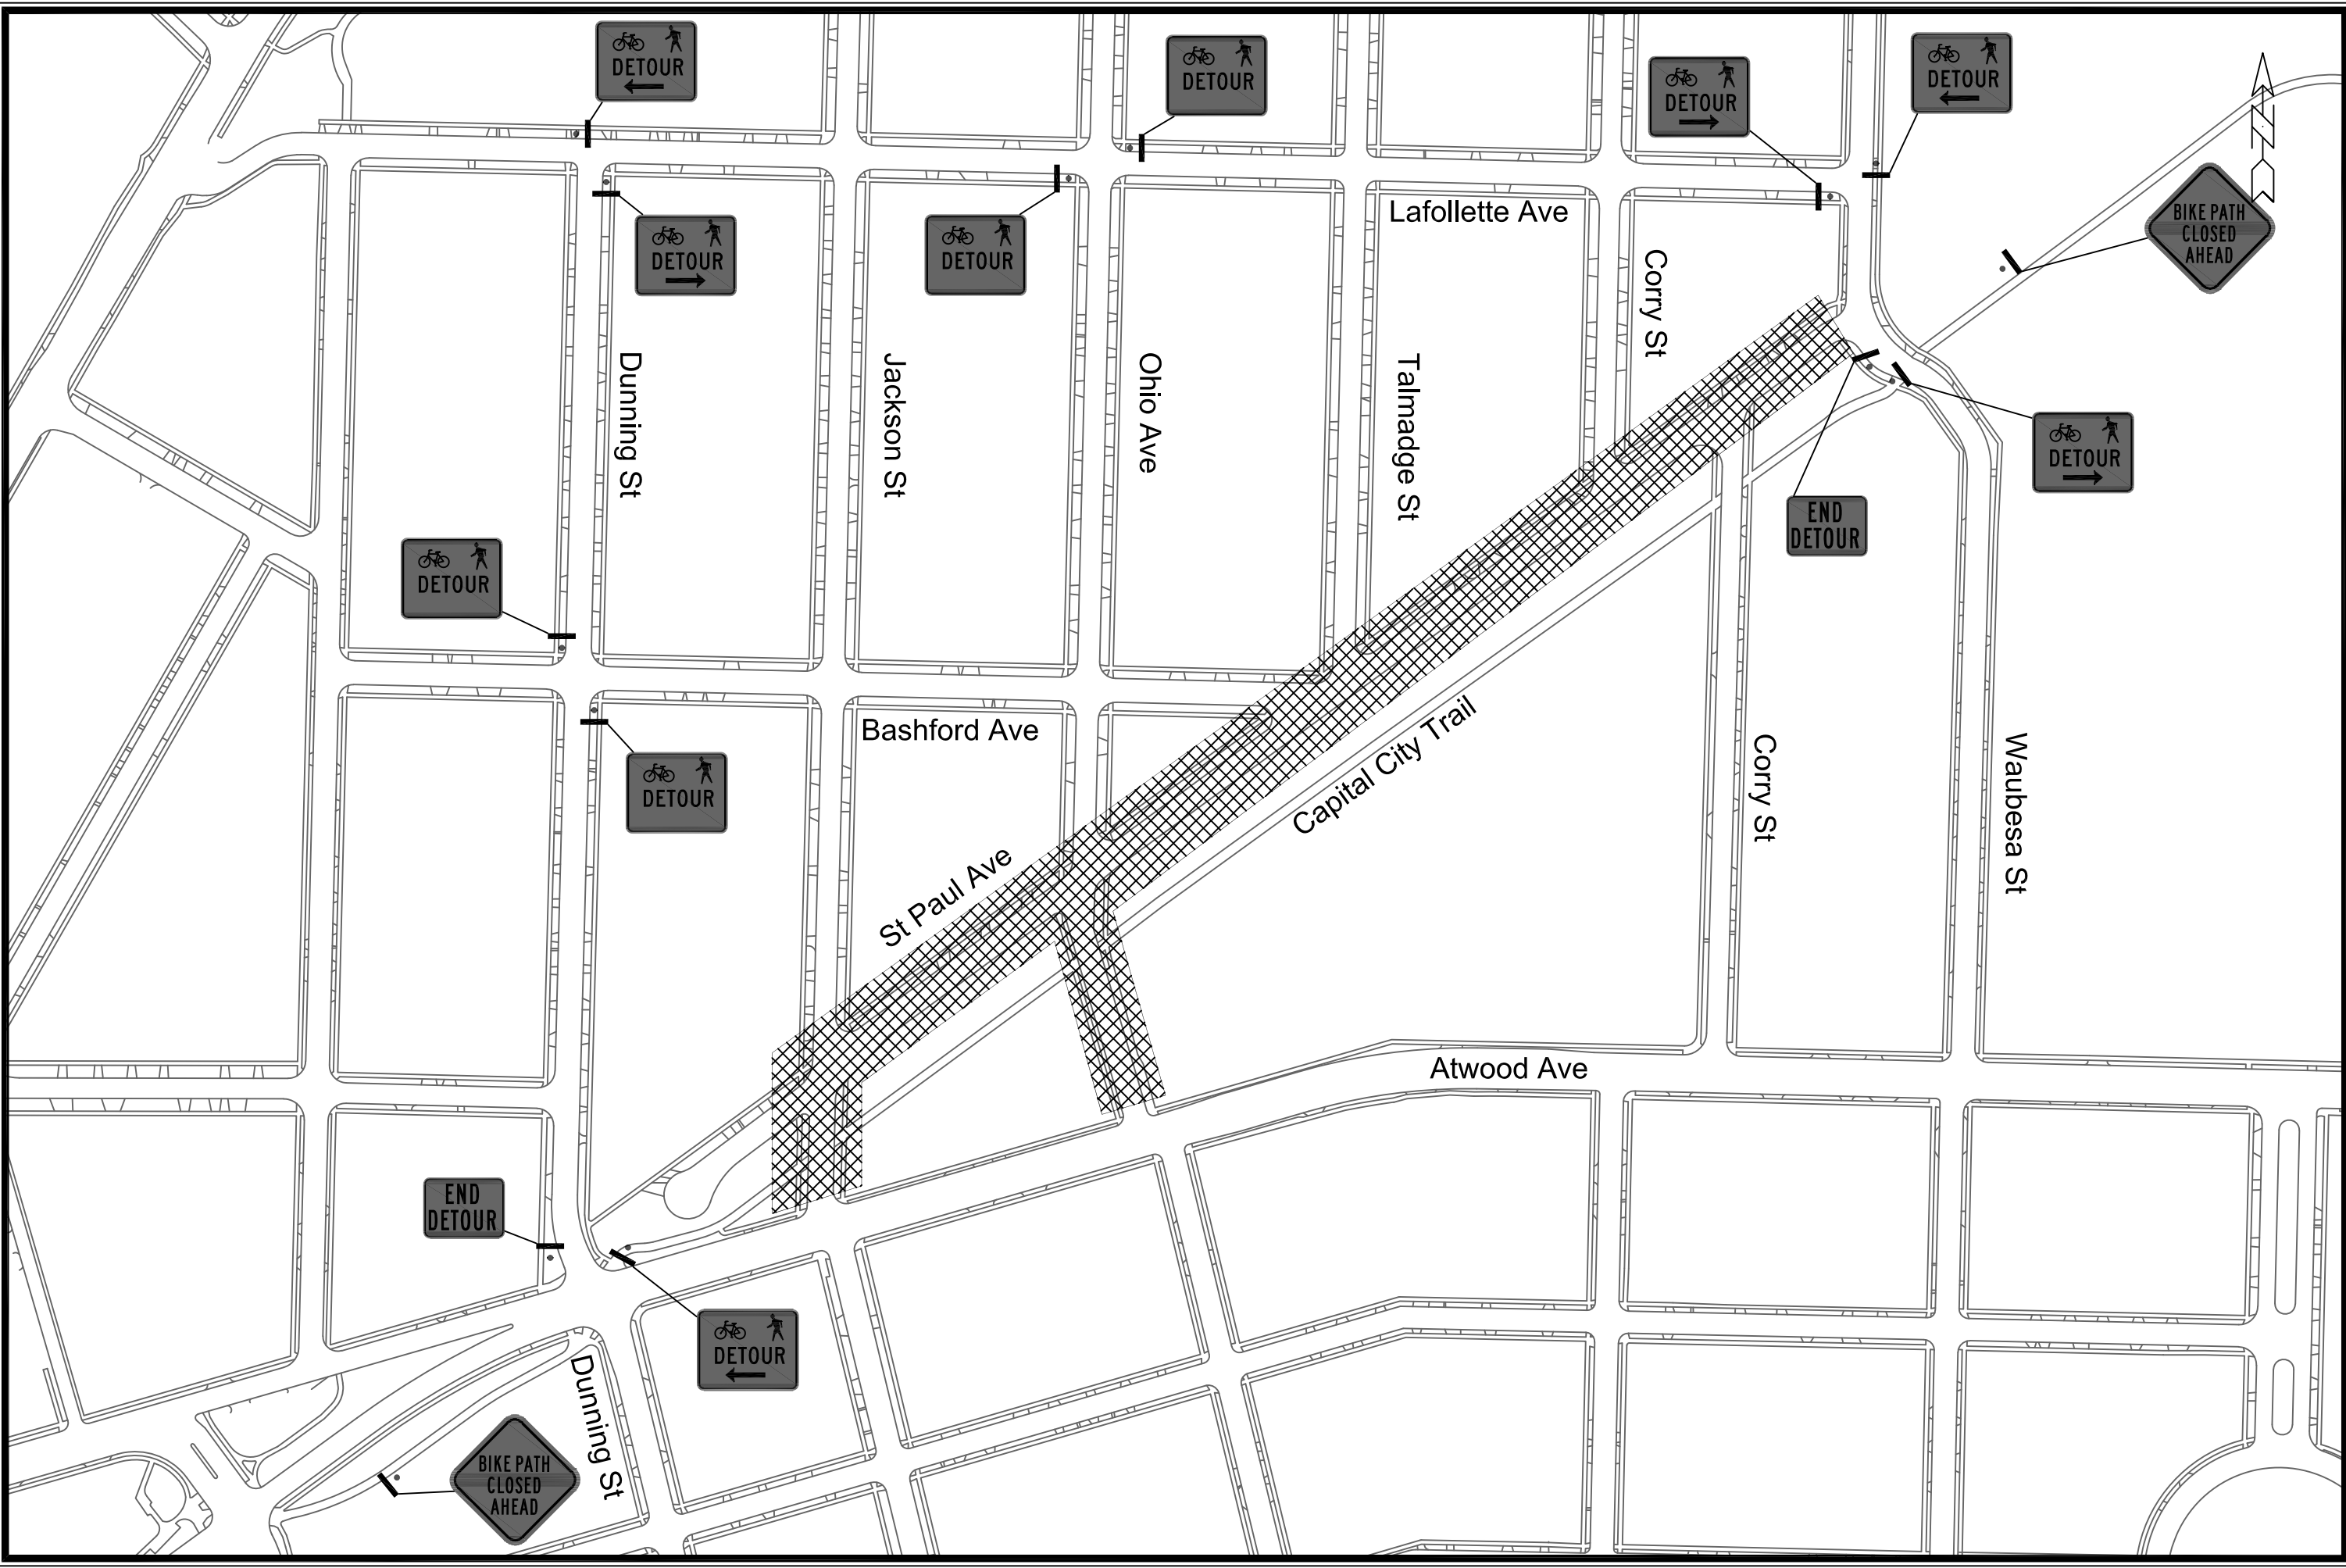 DETOUR
DETOUR
DETOUR
DETOUR
BIKE PATH
CLOSED
AHEAD
Lafollette Ave
DETOUR
DETOUR
Corry St
Dunning St
Jackson St
Ohio Ave
Talmadge St
DETOUR
END
DETOUR
DETOUR
Bashford Ave
DETOUR
Capital City Trail
Corry St
Waubesa St
St Paul Ave
Atwood Ave
END
DETOUR
DETOUR
Dunning St
BIKE PATH
CLOSED
AHEAD